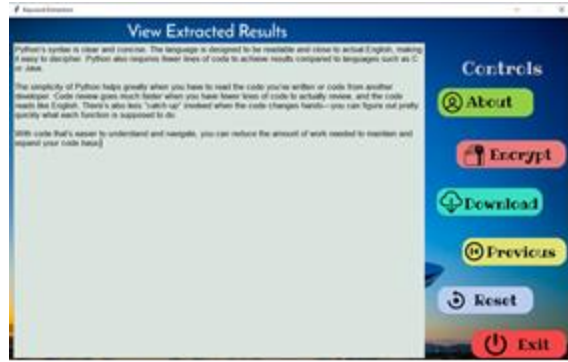 Keyword Extraction
View Extracted Results
Python's syntax is clear and concise. The language is designed to be readable and close to actual English, making
it easy to decipher. Python also requires fewer lines of code to achieve results compared to languages such as C
or Java.
The simplicity of Python helps greatly when you have to read the code you've written or code from another
developer. Code review goes much faster when you have fewer lines of code to actually review, and the code
reads like English. There's also less "catch up" involved when the code changes hands—you can figure out pretty
quickly what each function is supposed to do.
With code that's easier to understand and navigate, you can reduce the amount of work needed to maintain and
expand your code base.
Controls
About
Encrypt
Download
Previous
Reset
Exit